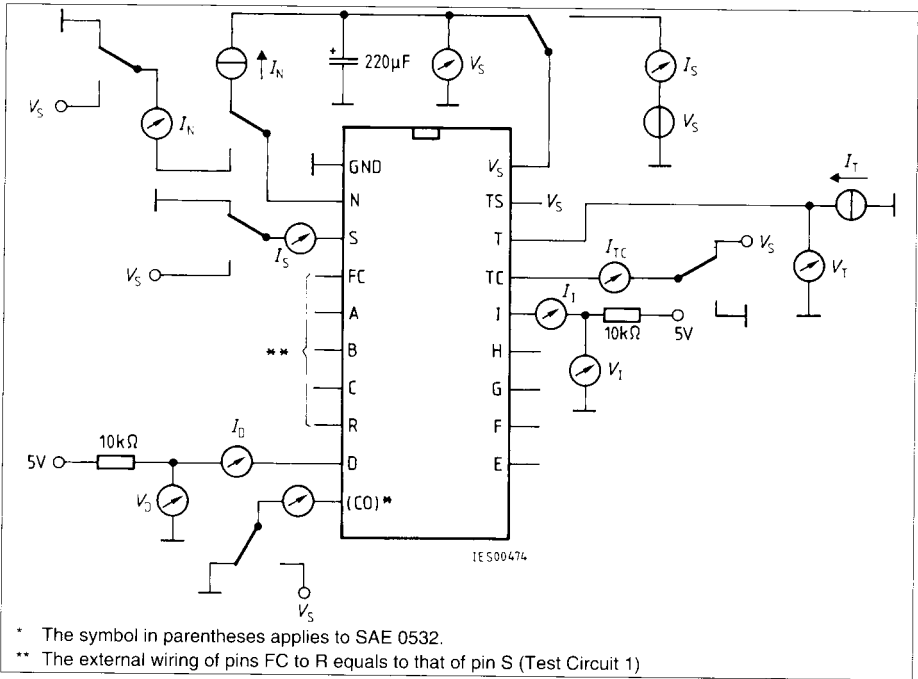 I_N
+
220µF
V_S
I_S
V_S
I_N
V_S
GND
V_S
I_T
N
TS
V_S
S
T
I_S
V_S
I_TC
V_S
V_T
FC
TC
A
I
I_I
10kΩ
5V
**
B
H
V_I
C
G
R
F
10kΩ
I_D
5V
D
E
V_D
(CO)*
IES00474
V_S
* The symbol in parentheses applies to SAE 0532.
** The external wiring of pins FC to R equals to that of pin S (Test Circuit 1)